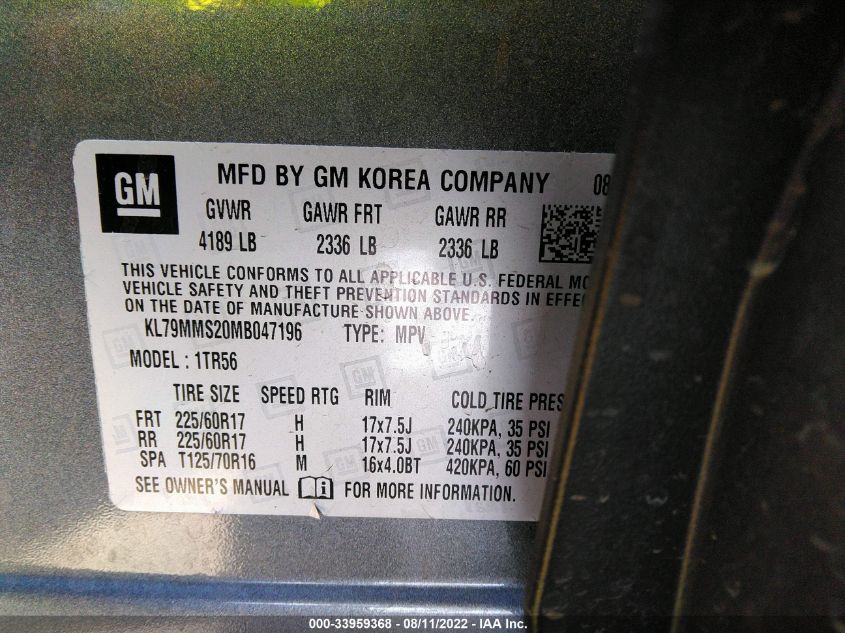 GM
MFD BY GM KOREA COMPANY 08
GVWR GAWR FRT GAWR RR
4189 LB 2336 LB 2336 LB
THIS VEHICLE CONFORMS TO ALL APPLICABLE U.S. FEDERAL MO
VEHICLE SAFETY AND THEFT PREVENTION STANDARDS IN EFFEC
ON THE DATE OF MANUFACTURE SHOWN ABOVE.
KL79MMS20MB047196 TYPE: MPV
MODEL : 1TR56
TIRE SIZE SPEED RTG RIM COLD TIRE PRES
FRT 225/60R17 H 17x7.5J 240KPA, 35 PSI
RR 225/60R17 H 17x7.5J 240KPA, 35 PSI
SPA T125/70R16 M 16x4.0BT 420KPA, 60 PSI
SEE OWNER'S MANUAL FOR MORE INFORMATION.
000-33959368 - 08/11/2022 - IAA Inc.